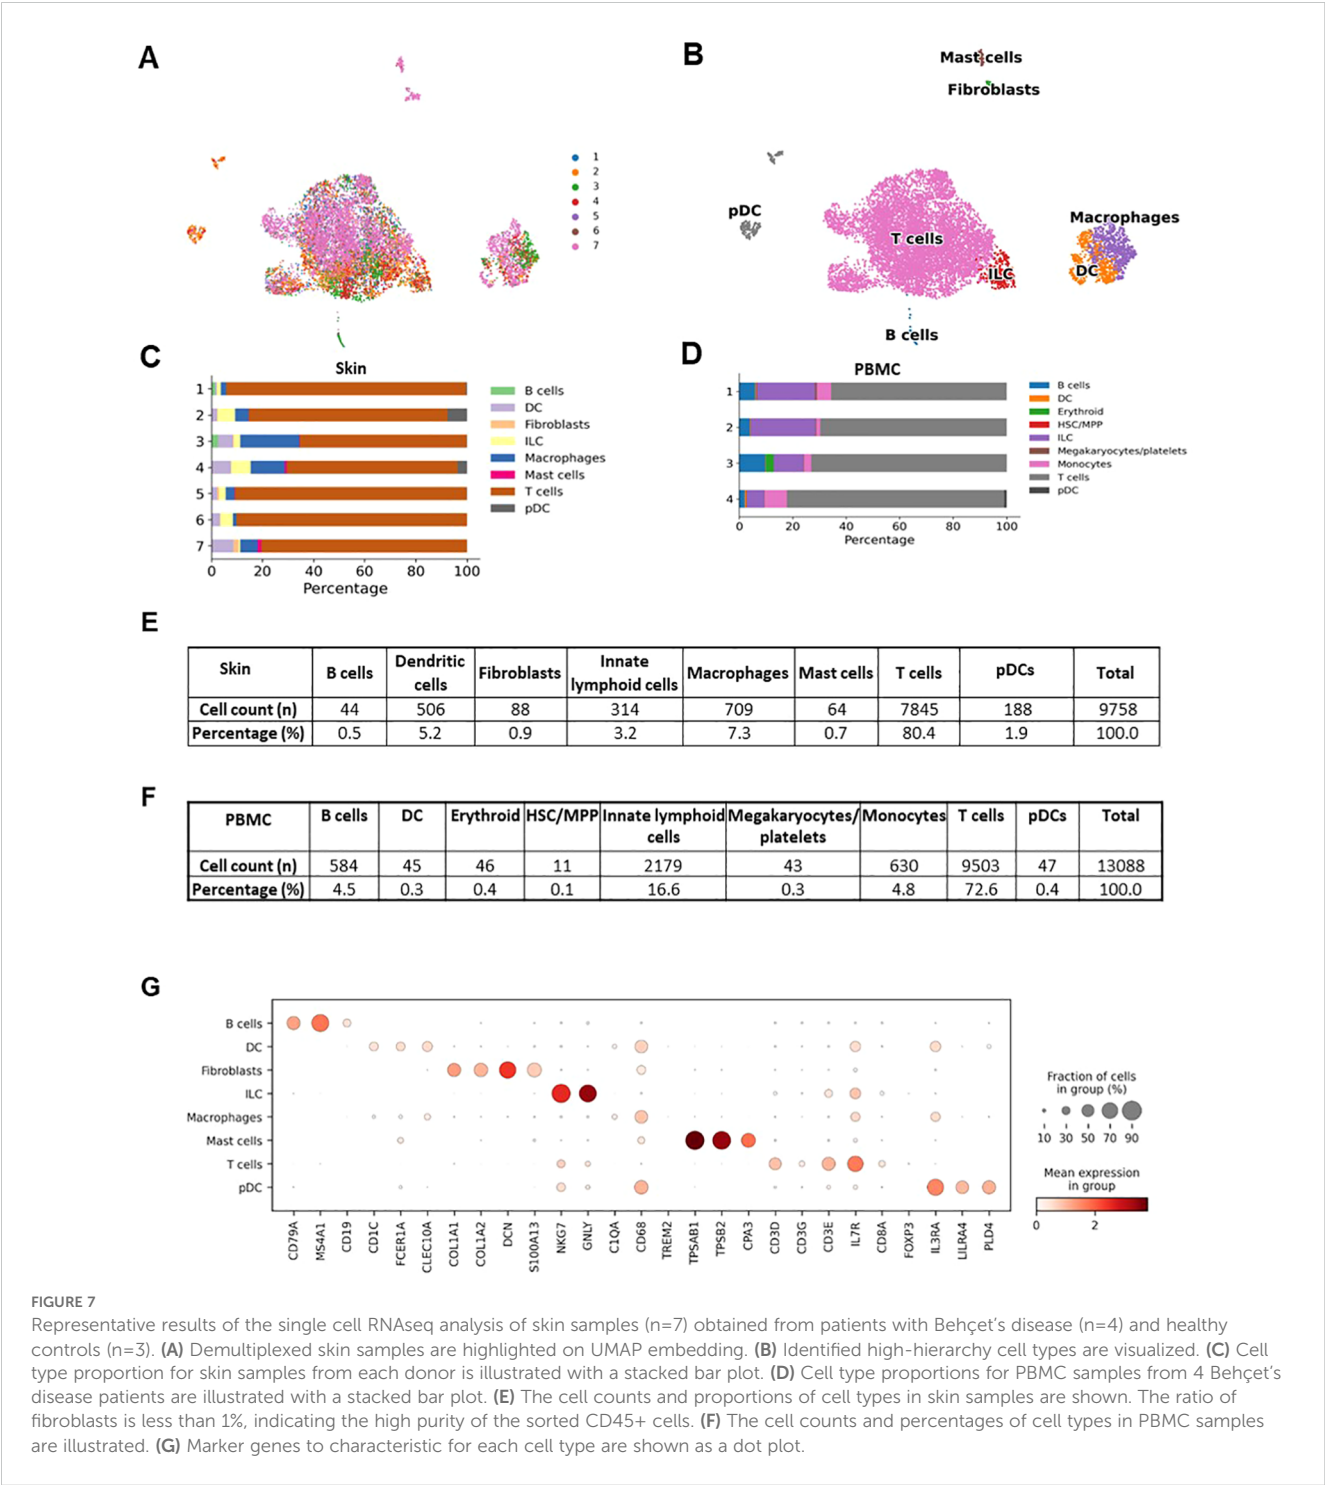 A
B
Mast cells
Fibroblasts
1
2
3
4
5
6
7
pDC
T cells
Macrophages
DC
ILC
B cells
C
Skin
1
2
3
4
5
6
7
0 20 40 60 80 100
Percentage
B cells
DC
Fibroblasts
ILC
Macrophages
Mast cells
T cells
pDC
D
PBMC
1
2
3
4
0 20 40 60 80 100
Percentage
B cells
DC
Erythroid
HSC/MPP
ILC
Megakaryocytes/platelets
Monocytes
T cells
pDC
E
Skin B cells Dendritic cells Fibroblasts Innate lymphoid cells Macrophages Mast cells T cells pDCs Total
Cell count (n) 44 506 88 314 709 64 7845 188 9758
Percentage (%) 0.5 5.2 0.9 3.2 7.3 0.7 80.4 1.9 100.0
F
PBMC B cells DC Erythroid HSC/MPP Innate lymphoid cells Megakaryocytes/ platelets Monocytes T cells pDCs Total
Cell count (n) 584 45 46 11 2179 43 630 9503 47 13088
Percentage (%) 4.5 0.3 0.4 0.1 16.6 0.3 4.8 72.6 0.4 100.0
G
B cells
DC
Fibroblasts
ILC
Macrophages
Mast cells
T cells
pDC
CD79A
MS4A1
CD19
CD1C
FCER1A
CLEC10A
COL1A1
COL1A2
DCN
S100A13
NKG7
GNLY
C1QA
CD68
TREM2
TPSAB1
TPSB2
CPA3
CD3D
CD3G
CD3E
IL7R
CD8A
FOXP3
IL3RA
LILRA4
PLD4
Fraction of cells
in group (%)
10 30 50 70 90
Mean expression
in group
0 2
FIGURE 7
Representative results of the single cell RNAseq analysis of skin samples (n=7) obtained from patients with Behçet's disease (n=4) and healthy
controls (n=3). (A) Demultiplexed skin samples are highlighted on UMAP embedding. (B) Identified high-hierarchy cell types are visualized. (C) Cell
type proportion for skin samples from each donor is illustrated with a stacked bar plot. (D) Cell type proportions for PBMC samples from 4 Behçet's
disease patients are illustrated with a stacked bar plot. (E) The cell counts and proportions of cell types in skin samples are shown. The ratio of
fibroblasts is less than 1%, indicating the high purity of the sorted CD45+ cells. (F) The cell counts and percentages of cell types in PBMC samples
are illustrated. (G) Marker genes to characteristic for each cell type are shown as a dot plot.